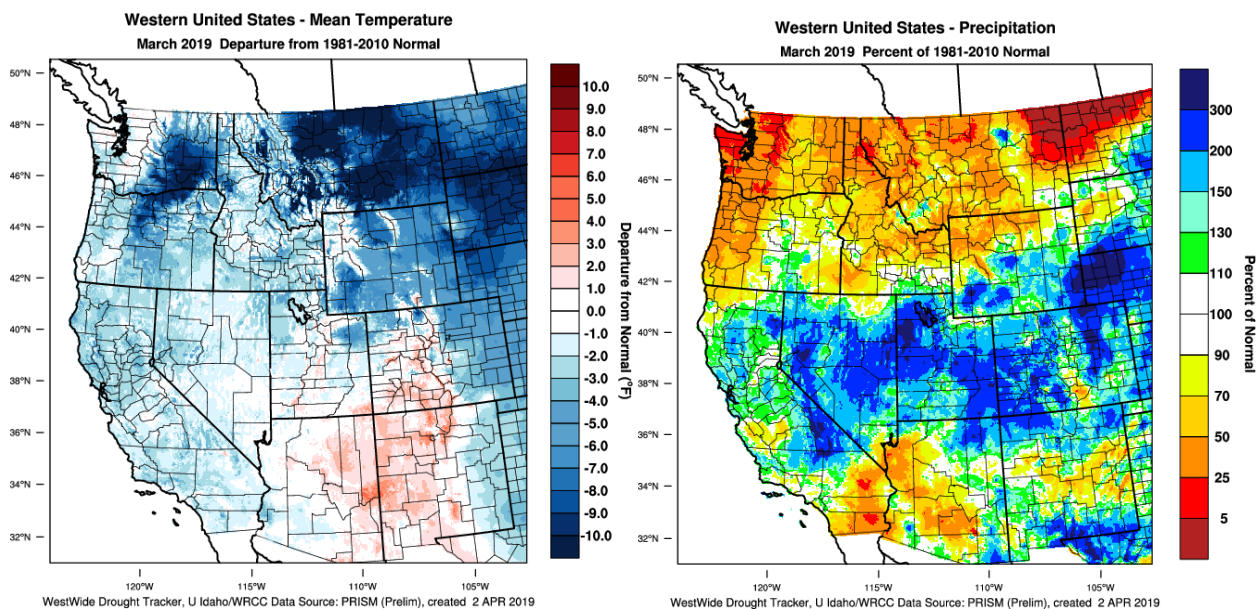 Western United States - Mean Temperature
March 2019 Departure from 1981-2010 Normal
50°N
48°N
46°N
44°N
42°N
40°N
38°N
36°N
34°N
32°N
120°W
115°W
110°W
105°W
10.0
9.0
8.0
7.0
6.0
5.0
4.0
3.0
2.0
1.0
0.0
-1.0
-2.0
-3.0
-4.0
-5.0
-6.0
-7.0
-8.0
-9.0
-10.0
Departure from Normal (°F)
WestWide Drought Tracker, U Idaho/WRCC Data Source: PRISM (Prelim), created 2 APR 2019
Western United States - Precipitation
March 2019 Percent of 1981-2010 Normal
50°N
48°N
46°N
44°N
42°N
40°N
38°N
36°N
34°N
32°N
120°W
115°W
110°W
105°W
300
200
150
130
110
100
90
70
50
25
5
Percent of Normal
WestWide Drought Tracker, U Idaho/WRCC Data Source: PRISM (Prelim), created 2 APR 2019